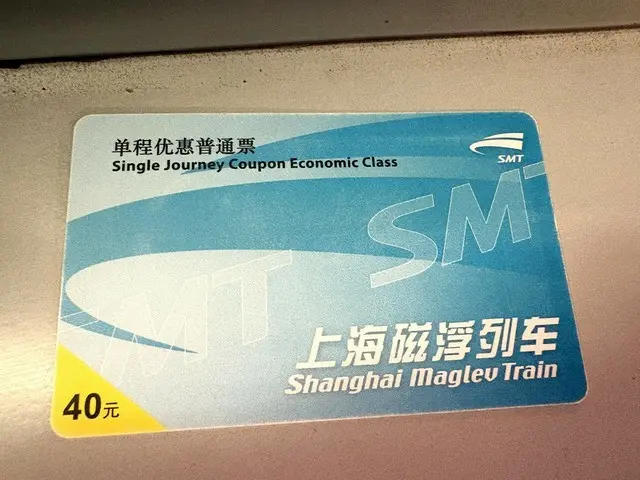 单程优惠普通票
Single Journey Coupon Economic Class
SMT
SMT
SMT
上海磁浮列车
Shanghai Maglev Train
40元